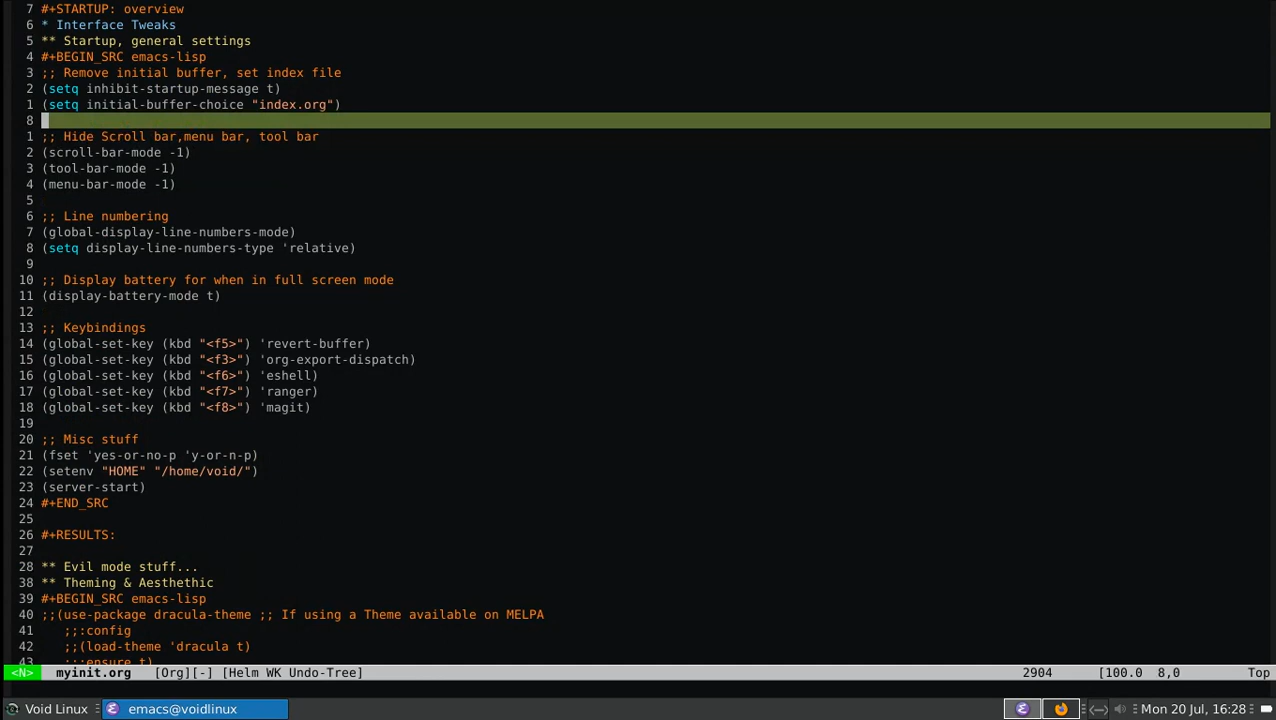 7 #+STARTUP: overview
6 * Interface Tweaks
5 ** Startup, general settings
4 #+BEGIN_SRC emacs-lisp
3 ;; Remove initial buffer, set index file
2 (setq inhibit-startup-message t)
1 (setq initial-buffer-choice "index.org")
8
1 ;; Hide Scroll bar,menu bar, tool bar
2 (scroll-bar-mode -1)
3 (tool-bar-mode -1)
4 (menu-bar-mode -1)
5
6 ;; Line numbering
7 (global-display-line-numbers-mode)
8 (setq display-line-numbers-type 'relative)
9
10 ;; Display battery for when in full screen mode
11 (display-battery-mode t)
12
13 ;; Keybindings
14 (global-set-key (kbd "<f5>") 'revert-buffer)
15 (global-set-key (kbd "<f3>") 'org-export-dispatch)
16 (global-set-key (kbd "<f6>") 'eshell)
17 (global-set-key (kbd "<f7>") 'ranger)
18 (global-set-key (kbd "<f8>") 'magit)
19
20 ;; Misc stuff
21 (fset 'yes-or-no-p 'y-or-n-p)
22 (setenv "HOME" "/home/void/")
23 (server-start)
24 #+END_SRC
25
26 #+RESULTS:
27
28 ** Evil mode stuff...
38 ** Theming & Aesthethic
39 #+BEGIN_SRC emacs-lisp
40 ;;(use-package dracula-theme ;; If using a Theme available on MELPA
41    ;;:config
42    ;;(load-theme 'dracula t)
43    ;;:ensure t)
<N> myinit.org [Org][-] [Helm WK Undo-Tree] 2904 [100.0 8,0 Top
Void Linux emacs@voidlinux Mon 20 Jul, 16:28